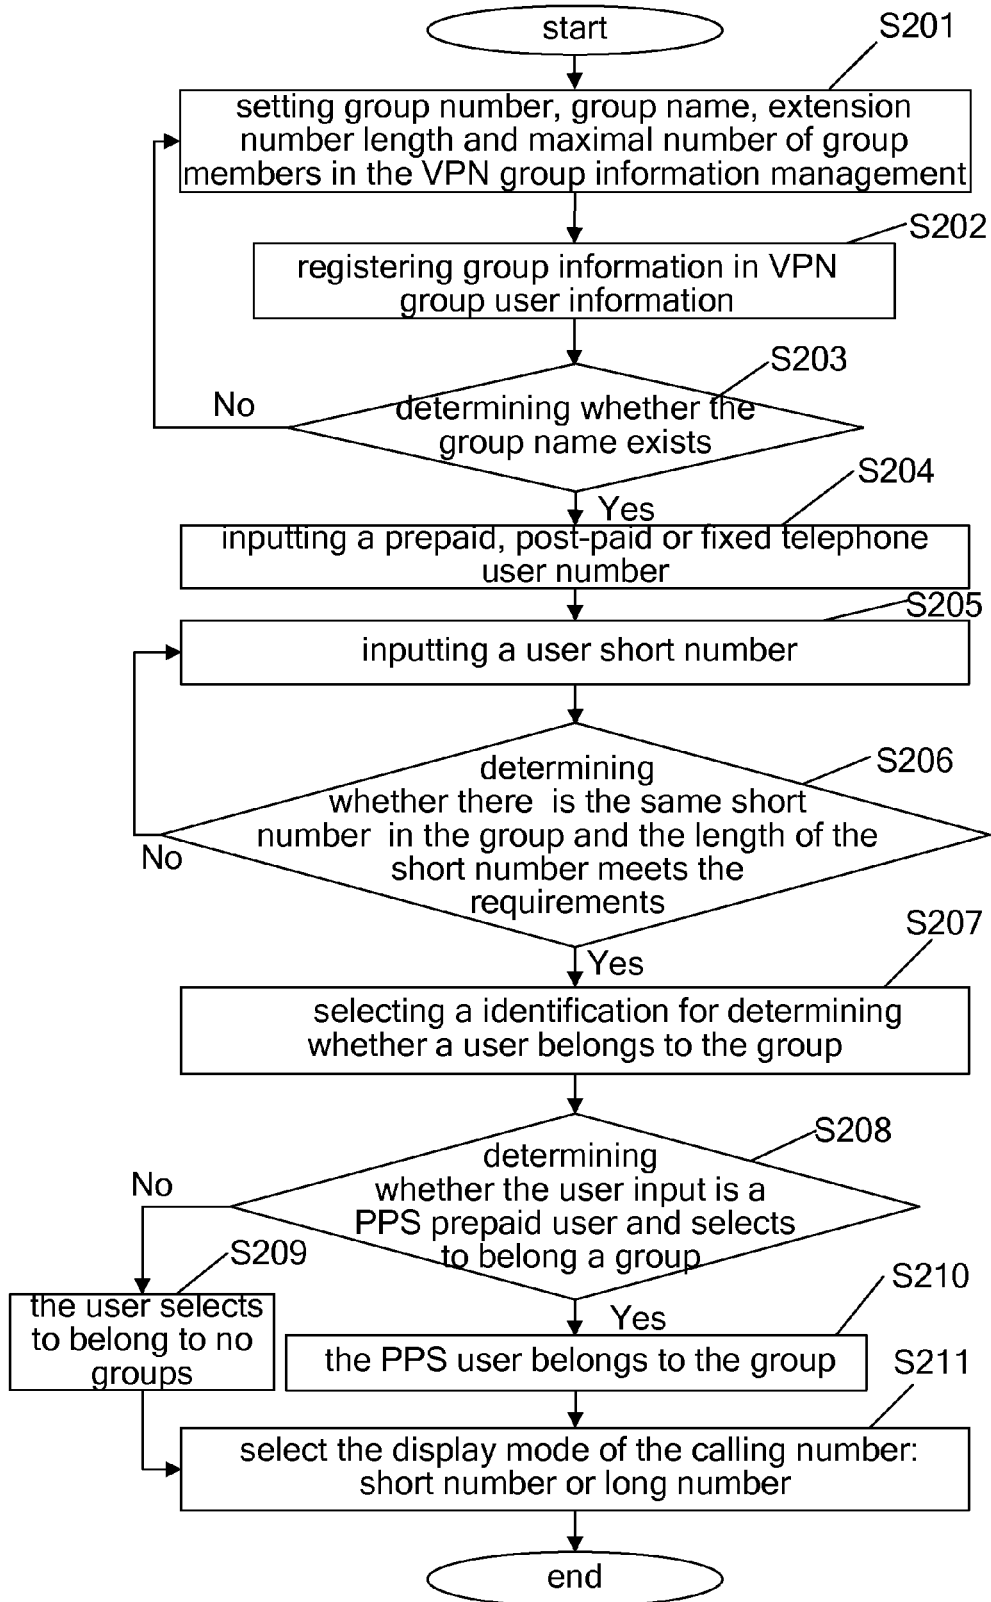 start
S201
setting group number, group name, extension
number length and maximal number of group
members in the VPN group information management
S202
registering group information in VPN
group user information
S203
determining whether the
group name exists
No
Yes
S204
inputting a prepaid, post-paid or fixed telephone
user number
S205
inputting a user short number
S206
determining
whether there is the same short
number in the group and the length of the
short number meets the
requirements
No
Yes
S207
selecting a identification for determining
whether a user belongs to the group
S208
determining
whether the user input is a
PPS prepaid user and selects
to belong a group
No
Yes
S209
the user selects
to belong to no
groups
S210
the PPS user belongs to the group
S211
select the display mode of the calling number:
short number or long number
end